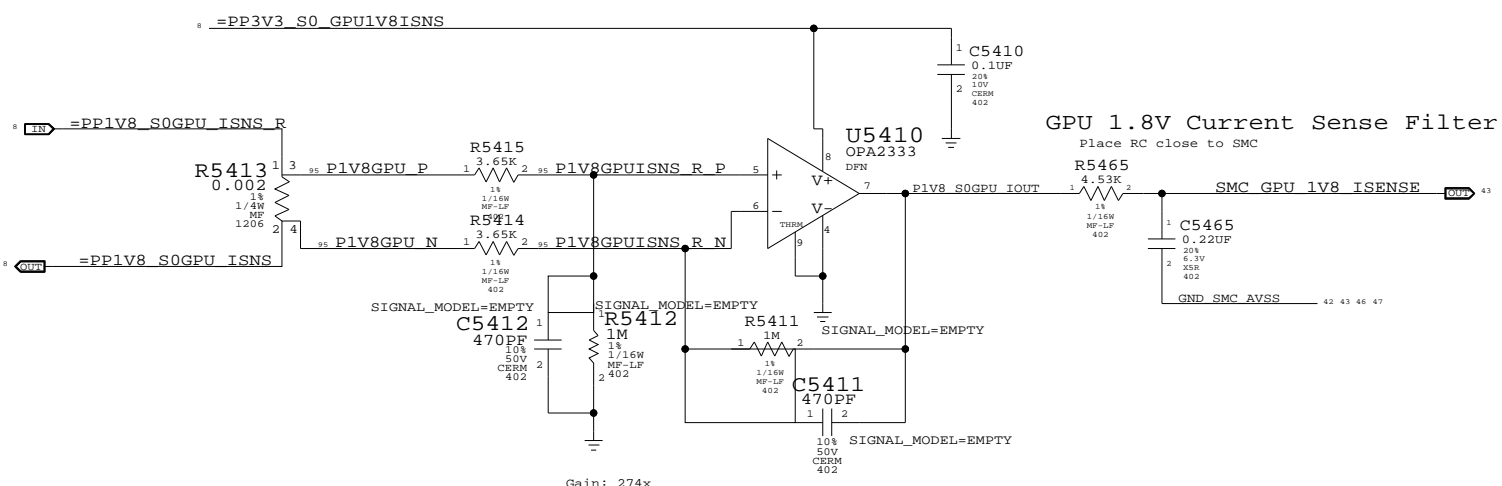 8 =PP3V3_S0_GPU1V8ISNS
1 C5410
0.1UF
20%
10V
2 CERM
402
8 IN =PP1V8_S0GPU_ISNS_R
GPU 1.8V Current Sense Filter
Place RC close to SMC
R5413
0.002
1%
1/4W
MF
1206
1 3
2 4
95 P1V8GPU_P
R5415
3.65K
1 2
1%
1/16W
MF-LF
402
95 P1V8GPUISNS_R_P
5 +
6 -
U5410
OPA2333
DFN
8
V+
V-
7
THRM
9
4
P1V8_S0GPU_IOUT
R5465
4.53K
1 2
1%
1/16W
MF-LF
402
SMC_GPU_1V8_ISENSE OUT 43
1 C5465
0.22UF
20%
6.3V
2 X5R
402
GND_SMC_AVSS 42 43 46 47
95 P1V8GPU_N
R5414
3.65K
1 2
1%
1/16W
MF-LF
402
95 P1V8GPUISNS_R_N
8 OUT =PP1V8_S0GPU_ISNS
SIGNAL_MODEL=EMPTY
C5412
470PF
10%
50V
CERM
402
1
2
SIGNAL_MODEL=EMPTY
1 R5412
1M
1%
1/16W
MF-LF
2 402
R5411
1M
1 2
1%
1/16W
MF-LF
402
SIGNAL_MODEL=EMPTY
C5411
470PF
1 2
10%
50V
CERM
402
SIGNAL_MODEL=EMPTY
Gain: 274x